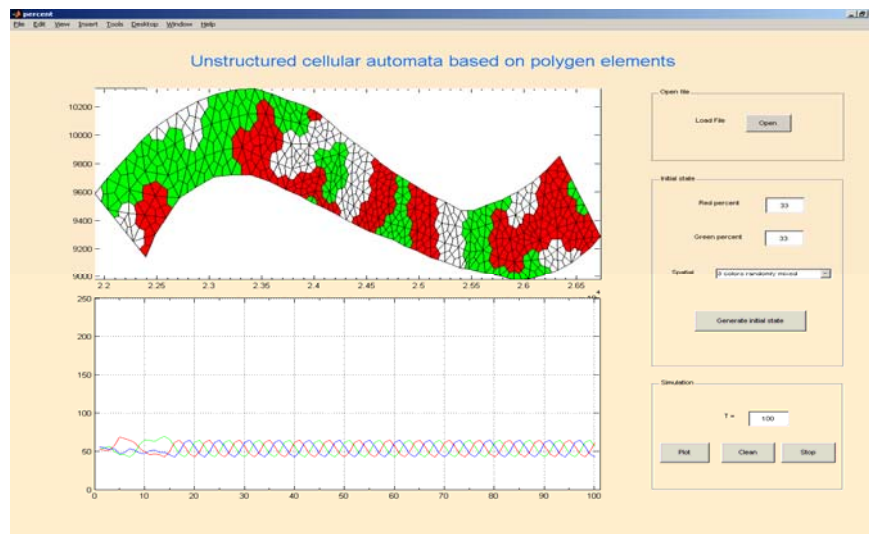 percent
File Edit View Insert Tools Desktop Window Help
Unstructured cellular automata based on polygen elements
10200
10000
9800
9600
9400
9200
9000
2.2 2.25 2.3 2.35 2.4 2.45 2.5 2.55 2.6 2.65
250
200
150
100
50
0
0 10 20 30 40 50 60 70 80 90 100
Open file
Load File Open
Initial state
Red percent 33
Green percent 33
Spatial 3 colors randomly mixed
Generate initial state
Simulation
T = 100
Plot Clean Stop